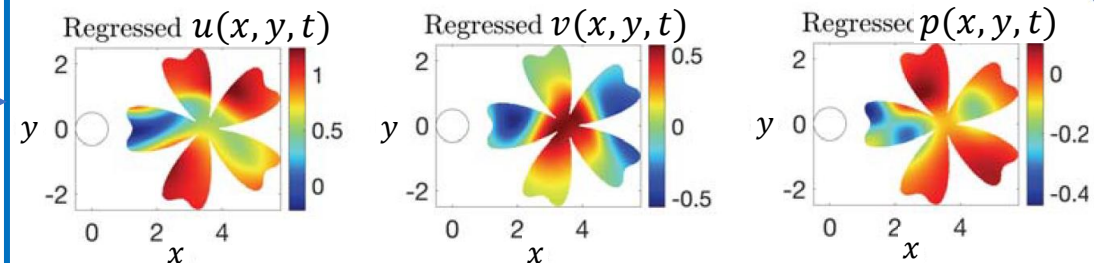 Regressed u(x, y, t)
2
0
-2
y
0 2 4
x
1
0.5
0
Regressed v(x, y, t)
2
0
-2
y
0 2 4
x
0.5
0
-0.5
Regressed p(x, y, t)
2
0
-2
y
0 2 4
x
0
-0.2
-0.4